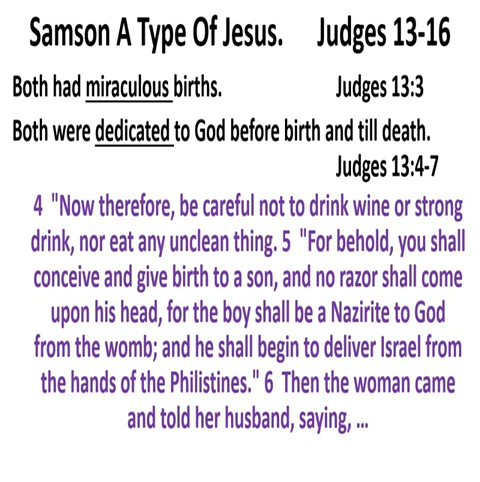 Samson A Type Of Jesus. Judges 13-16
Both had miraculous births. Judges 13:3
Both were dedicated to God before birth and till death.
Judges 13:4-7
4 "Now therefore, be careful not to drink wine or strong
drink, nor eat any unclean thing. 5 "For behold, you shall
conceive and give birth to a son, and no razor shall come
upon his head, for the boy shall be a Nazirite to God
from the womb; and he shall begin to deliver Israel from
the hands of the Philistines." 6 Then the woman came
and told her husband, saying, ...